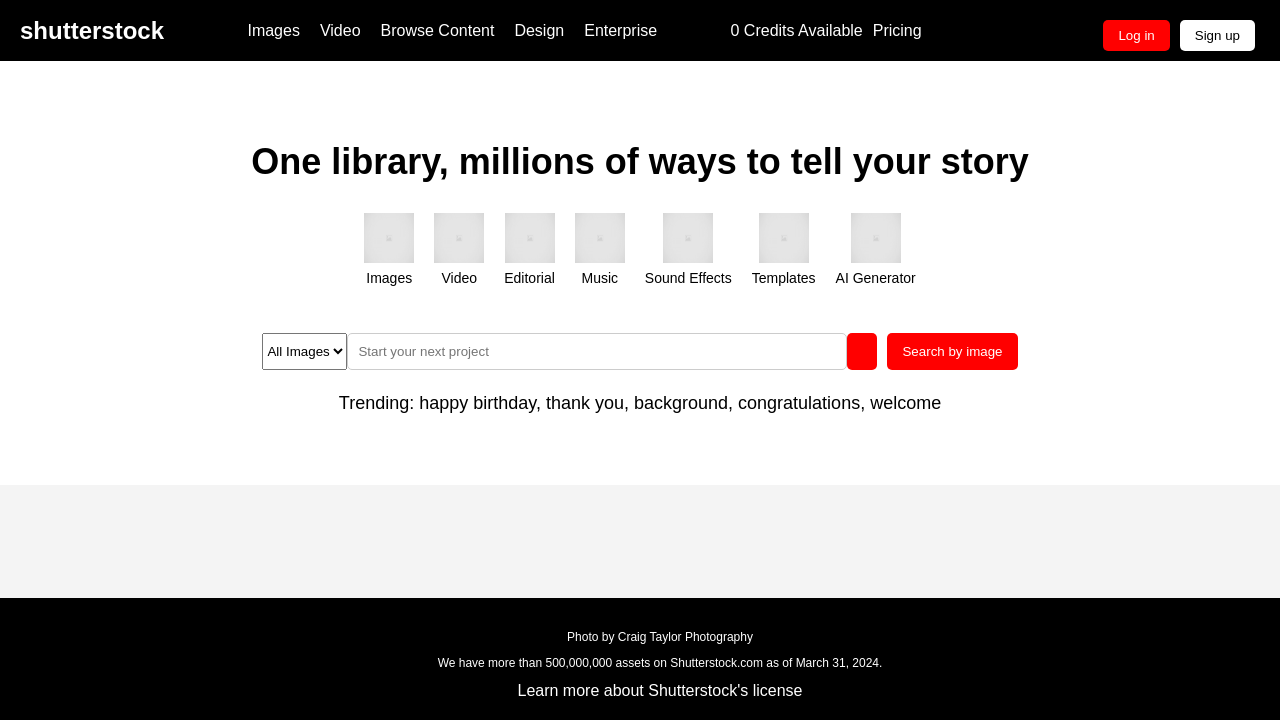 shutterstock Images Video Browse Content Design Enterprise 0 Credits Available Pricing Log in Sign up
One library, millions of ways to tell your story
Images Video Editorial Music Sound Effects Templates AI Generator
All Images Start your next project Search by image
Trending: happy birthday, thank you, background, congratulations, welcome
Photo by Craig Taylor Photography
We have more than 500,000,000 assets on Shutterstock.com as of March 31, 2024.
Learn more about Shutterstock's license